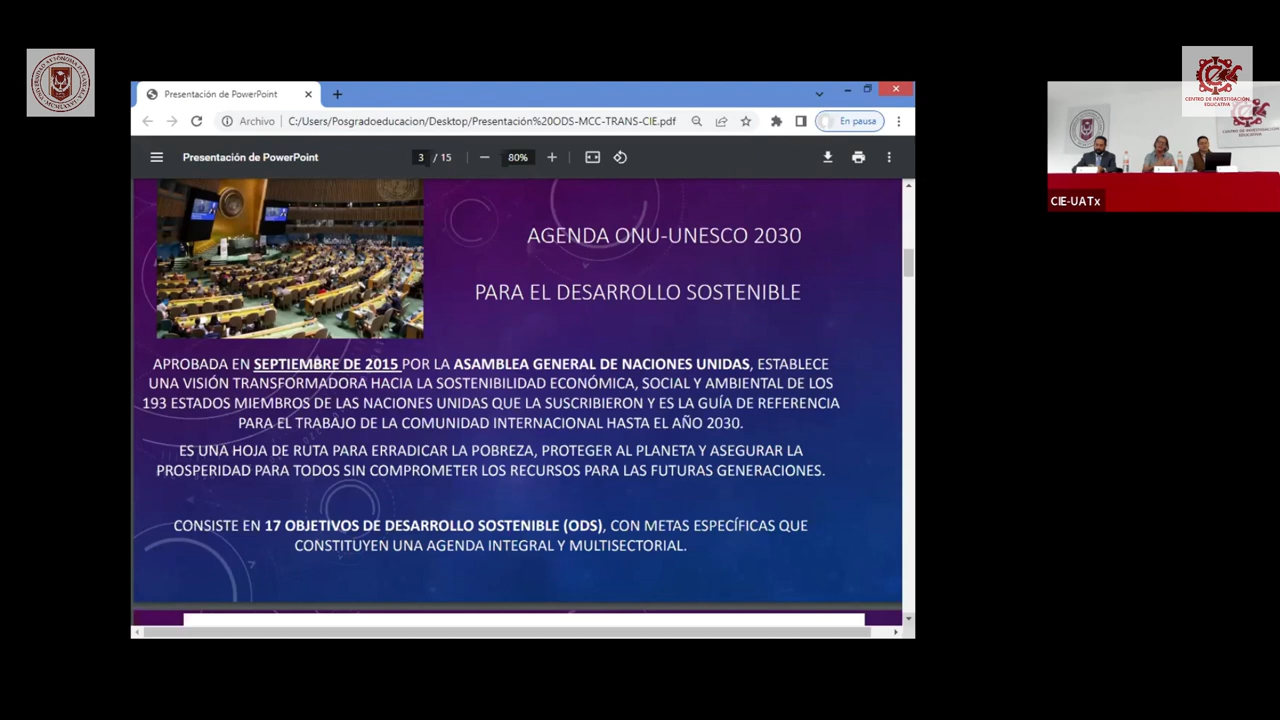 Presentación de PowerPoint
Archivo
C:/Users/Posgradoeducacion/Desktop/Presentación%20ODS-MCC-TRANS-CIE.pdf
En pausa
Presentación de PowerPoint
3 / 15
80%
AGENDA ONU-UNESCO 2030
PARA EL DESARROLLO SOSTENIBLE
APROBADA EN SEPTIEMBRE DE 2015 POR LA ASAMBLEA GENERAL DE NACIONES UNIDAS, ESTABLECE
UNA VISIÓN TRANSFORMADORA HACIA LA SOSTENIBILIDAD ECONÓMICA, SOCIAL Y AMBIENTAL DE LOS
193 ESTADOS MIEMBROS DE LAS NACIONES UNIDAS QUE LA SUSCRIBIERON Y ES LA GUÍA DE REFERENCIA
PARA EL TRABAJO DE LA COMUNIDAD INTERNACIONAL HASTA EL AÑO 2030.
ES UNA HOJA DE RUTA PARA ERRADICAR LA POBREZA, PROTEGER AL PLANETA Y ASEGURAR LA
PROSPERIDAD PARA TODOS SIN COMPROMETER LOS RECURSOS PARA LAS FUTURAS GENERACIONES.
CONSISTE EN 17 OBJETIVOS DE DESARROLLO SOSTENIBLE (ODS), CON METAS ESPECÍFICAS QUE
CONSTITUYEN UNA AGENDA INTEGRAL Y MULTISECTORIAL.
CENTRO DE INVESTIGACIÓN
EDUCATIVA
CIE-UATx